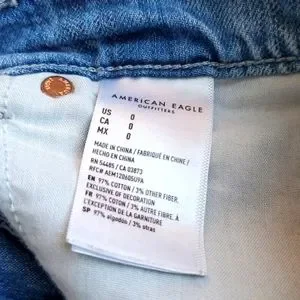 AMERICAN EAGLE
OUTFITTERS
US 0
CA 0
MX 0
MADE IN CHINA / FABRIQUÉ EN CHINE /
HECHO EN CHINA
RN 54485 / CA 03873
RFC# AEM120605UPA
EN 97% COTTON / 3% OTHER FIBER.
EXCLUSIVE OF DECORATION
FR 97% COTON / 3% AUTRE FIBRE. À
L'EXCEPTION DE LA GARNITURE
SP 97% algodón / 3% otras